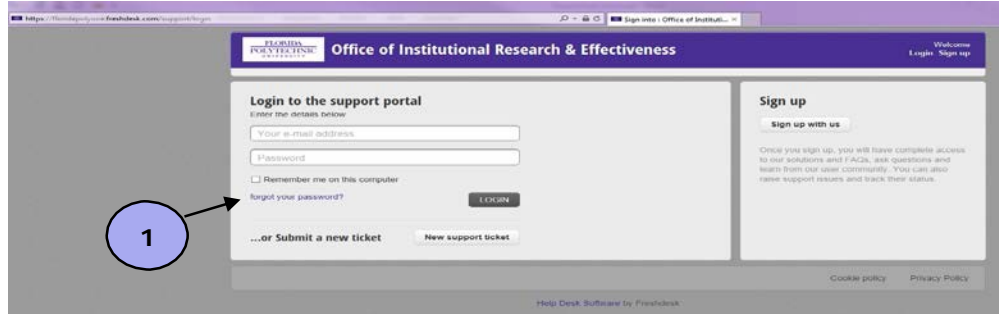 https://floridapolyoire.freshdesk.com/support/login
Sign into : Office of Instituti...
FLORIDA
POLYTECHNIC
UNIVERSITY
Office of Institutional Research & Effectiveness
Welcome
Login Sign up
Login to the support portal
Enter the details below
Your e-mail address
Password
Remember me on this computer
forgot your password?
LOGIN
1
...or Submit a new ticket
New support ticket
Sign up
Sign up with us
Once you sign up, you will have complete access
to our solutions and FAQs, ask questions and
learn from our user community. You can also
raise support issues and track their status.
Cookie policy
Privacy Policy
Help Desk Software by Freshdesk